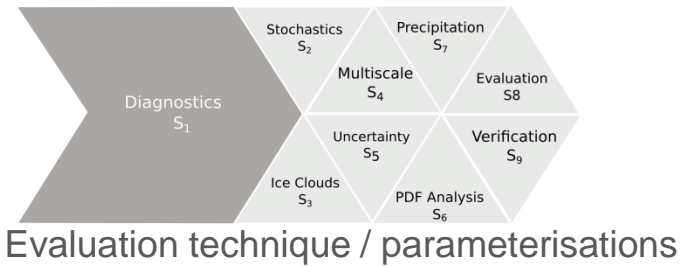 Diagnostics
S₁
Stochastics
S₂
Ice Clouds
S₃
Multiscale
S₄
Uncertainty
S5
PDF Analysis
S₆
Precipitation
S₇
Evaluation
S8
Verification
S₉
Evaluation technique / parameterisations